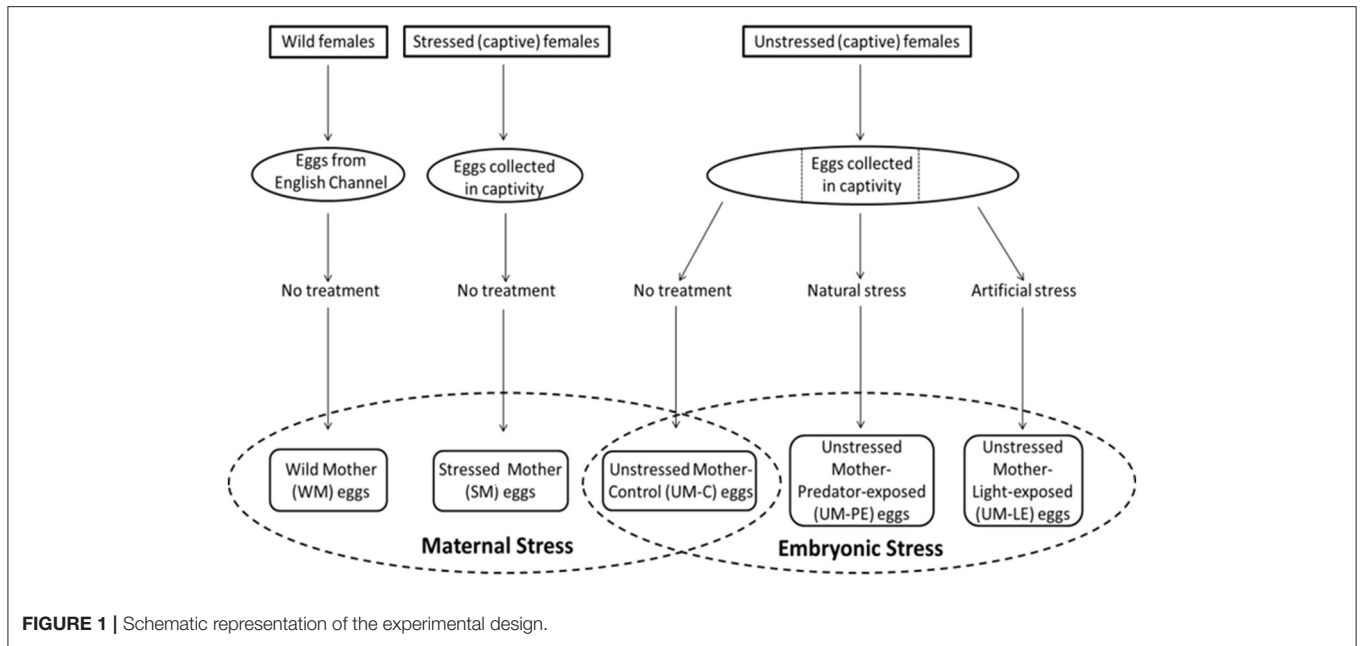 Wild females
Stressed (captive) females
Unstressed (captive) females
Eggs from
English Channel
Eggs collected
in captivity
Eggs collected
in captivity
No treatment
No treatment
No treatment
Natural stress
Artificial stress
Wild Mother
(WM) eggs
Stressed Mother
(SM) eggs
Unstressed Mother-
Control (UM-C) eggs
Unstressed
Mother-
Predator-exposed
(UM-PE) eggs
Unstressed
Mother-
Light-exposed
(UM-LE) eggs
Maternal Stress
Embryonic Stress
FIGURE 1 | Schematic representation of the experimental design.